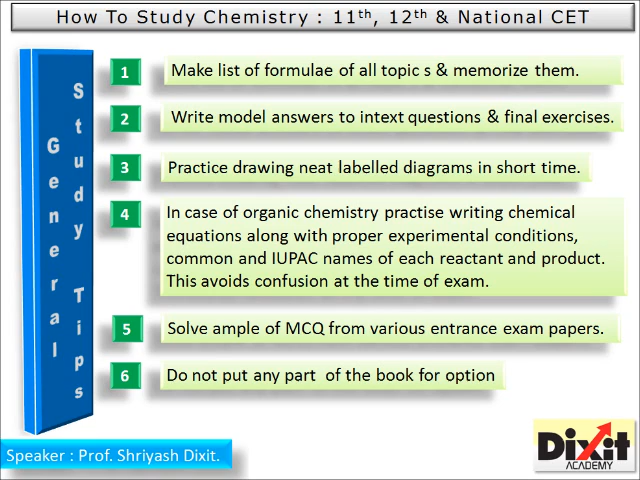 How To Study Chemistry : 11th, 12th & National CET
General
Study Tips
1
Make list of formulae of all topic s & memorize them.
2
Write model answers to intext questions & final exercises.
3
Practice drawing neat labelled diagrams in short time.
4
In case of organic chemistry practise writing chemical
equations along with proper experimental conditions,
common and IUPAC names of each reactant and product.
This avoids confusion at the time of exam.
5
Solve ample of MCQ from various entrance exam papers.
6
Do not put any part of the book for option
Speaker : Prof. Shriyash Dixit.
Dixit
ACADEMY